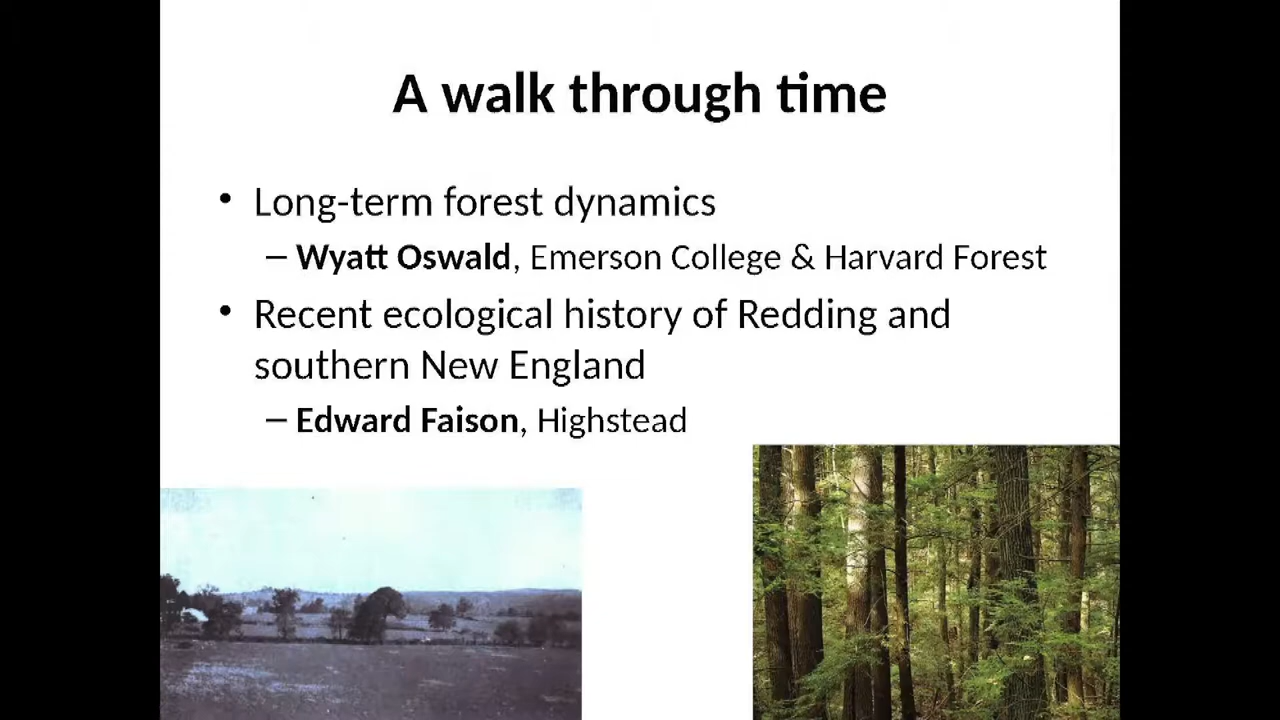 A walk through time
• Long-term forest dynamics
– Wyatt Oswald, Emerson College & Harvard Forest
• Recent ecological history of Redding and
southern New England
– Edward Faison, Highstead